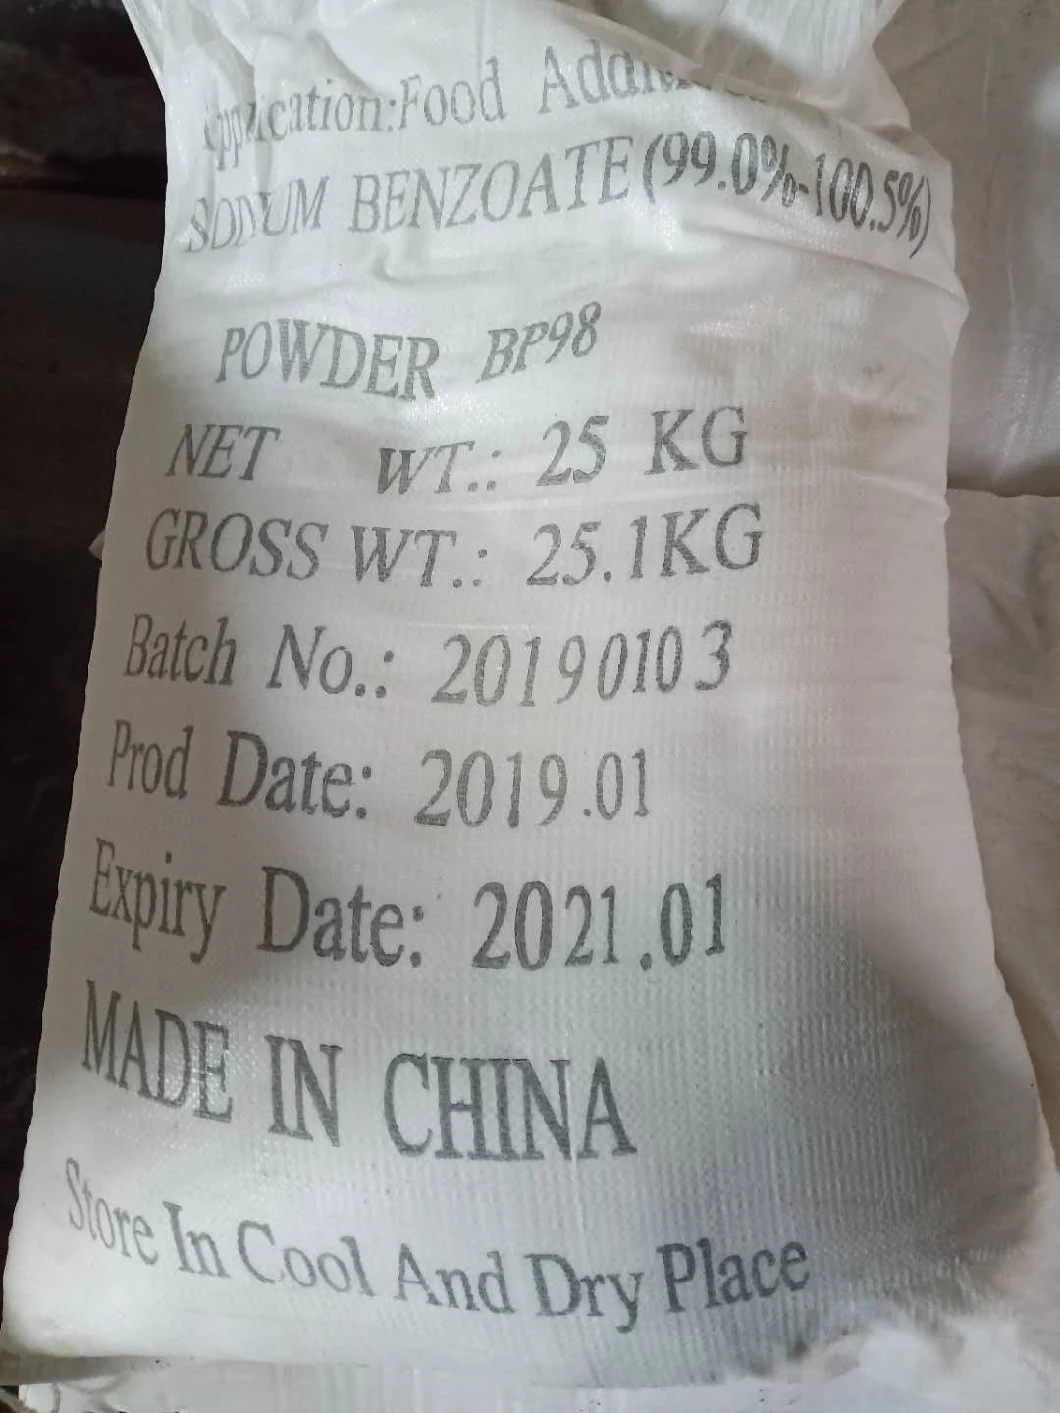 Application:Food Additive
SODIUM BENZOATE(99.0%-100.5%)
POWDER BP98
NET WT.: 25 KG
GROSS WT.: 25.1KG
Batch No.: 20190103
Prod Date: 2019.01
Expiry Date: 2021.01
MADE IN CHINA
Store In Cool And Dry Place